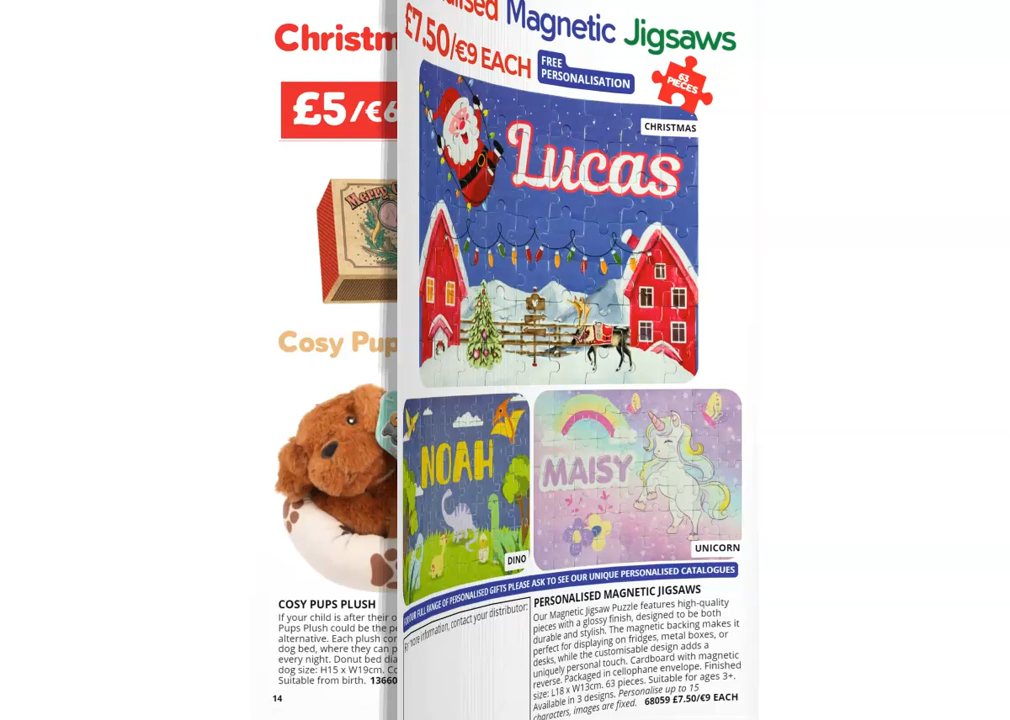 Christm
£5/€6
Merry
Cosy Pup
COSY PUPS PLUSH
If your child is after their o
Pups Plush could be the pe
alternative. Each plush com
dog bed, where they can p
every night. Donut bed dia
dog size: H15 x W19cm. Co
Suitable from birth. 13660
14
alised Magnetic Jigsaws
£7.50/€9 EACH
FREE
PERSONALISATION
63
PIECES
CHRISTMAS
Lucas
NOAH
DINO
MAISY
UNICORN
FULL RANGE OF PERSONALISED GIFTS PLEASE ASK TO SEE OUR UNIQUE PERSONALISED CATALOGUES
For more information, contact your distributor:
PERSONALISED MAGNETIC JIGSAWS
Our Magnetic Jigsaw Puzzle features high-quality
pieces with a glossy finish, designed to be both
durable and stylish. The magnetic backing makes it
perfect for displaying on fridges, metal boxes, or
desks, while the customisable design adds a
uniquely personal touch. Cardboard with magnetic
reverse. Packaged in cellophane envelope. Finished
size: L18 x W13cm. 63 pieces. Suitable for ages 3+.
Available in 3 designs. Personalise up to 15
characters, images are fixed. 68059 £7.50/€9 EACH